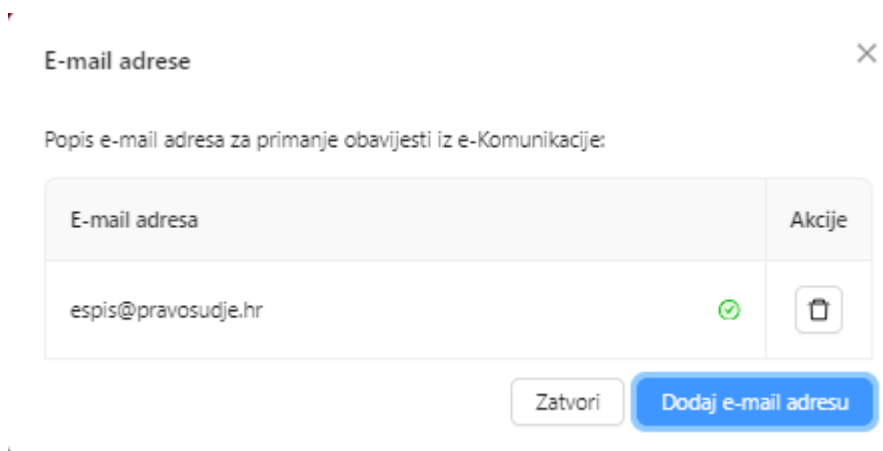 E-mail adrese
Popis e-mail adresa za primanje obavijesti iz e-Komunikacije:
E-mail adresa Akcije
espis@pravosudje.hr
Zatvori Dodaj e-mail adresu